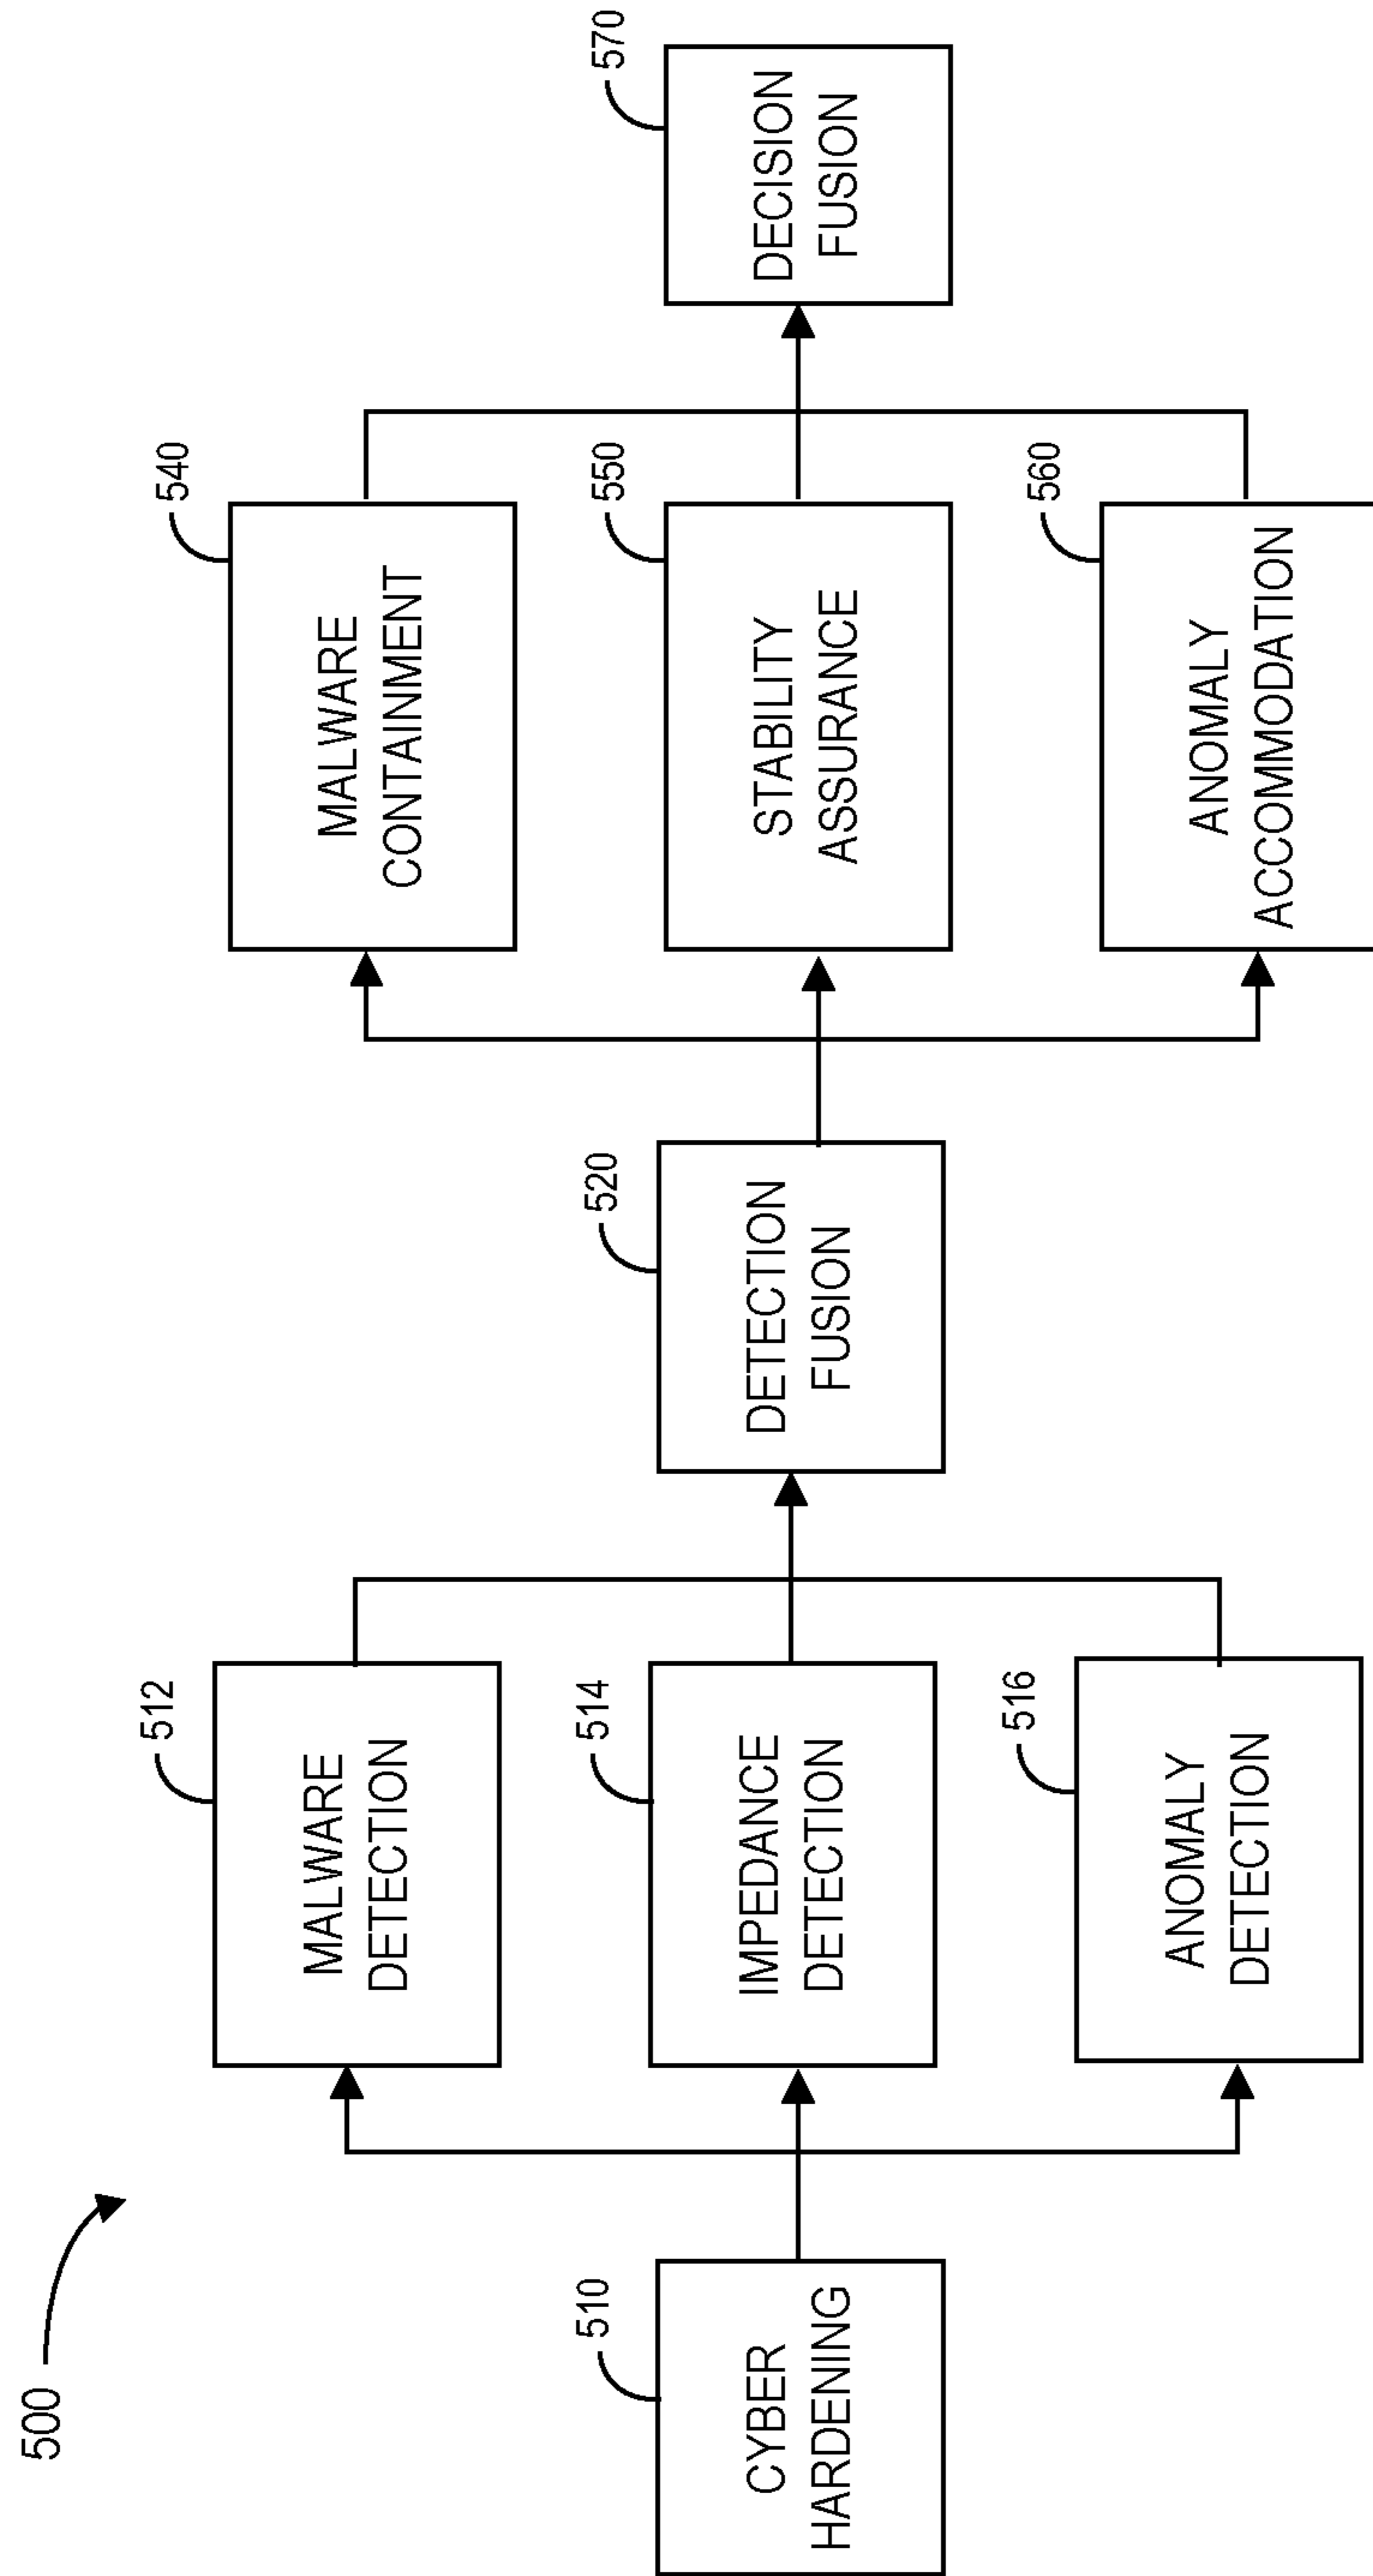 500
510
CYBER
HARDENING
512
MALWARE
DETECTION
514
IMPEDANCE
DETECTION
516
ANOMALY
DETECTION
520
DETECTION
FUSION
540
MALWARE
CONTAINMENT
550
STABILITY
ASSURANCE
560
ANOMALY
ACCOMMODATION
570
DECISION
FUSION